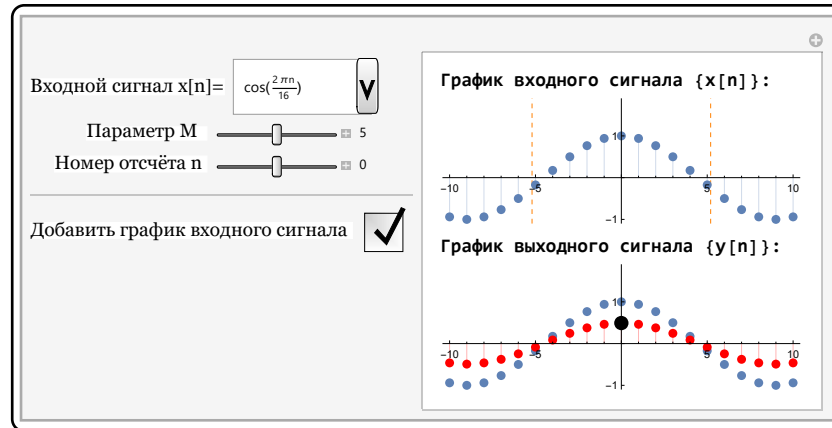 Входной сигнал x[n]= cos(2 π n/16)
Параметр M 5
Номер отсчёта n 0
Добавить график входного сигнала
График входного сигнала {x[n]}:
1
-10 -5 5 10
-1
График выходного сигнала {y[n]}:
1
-10 -5 5 10
-1